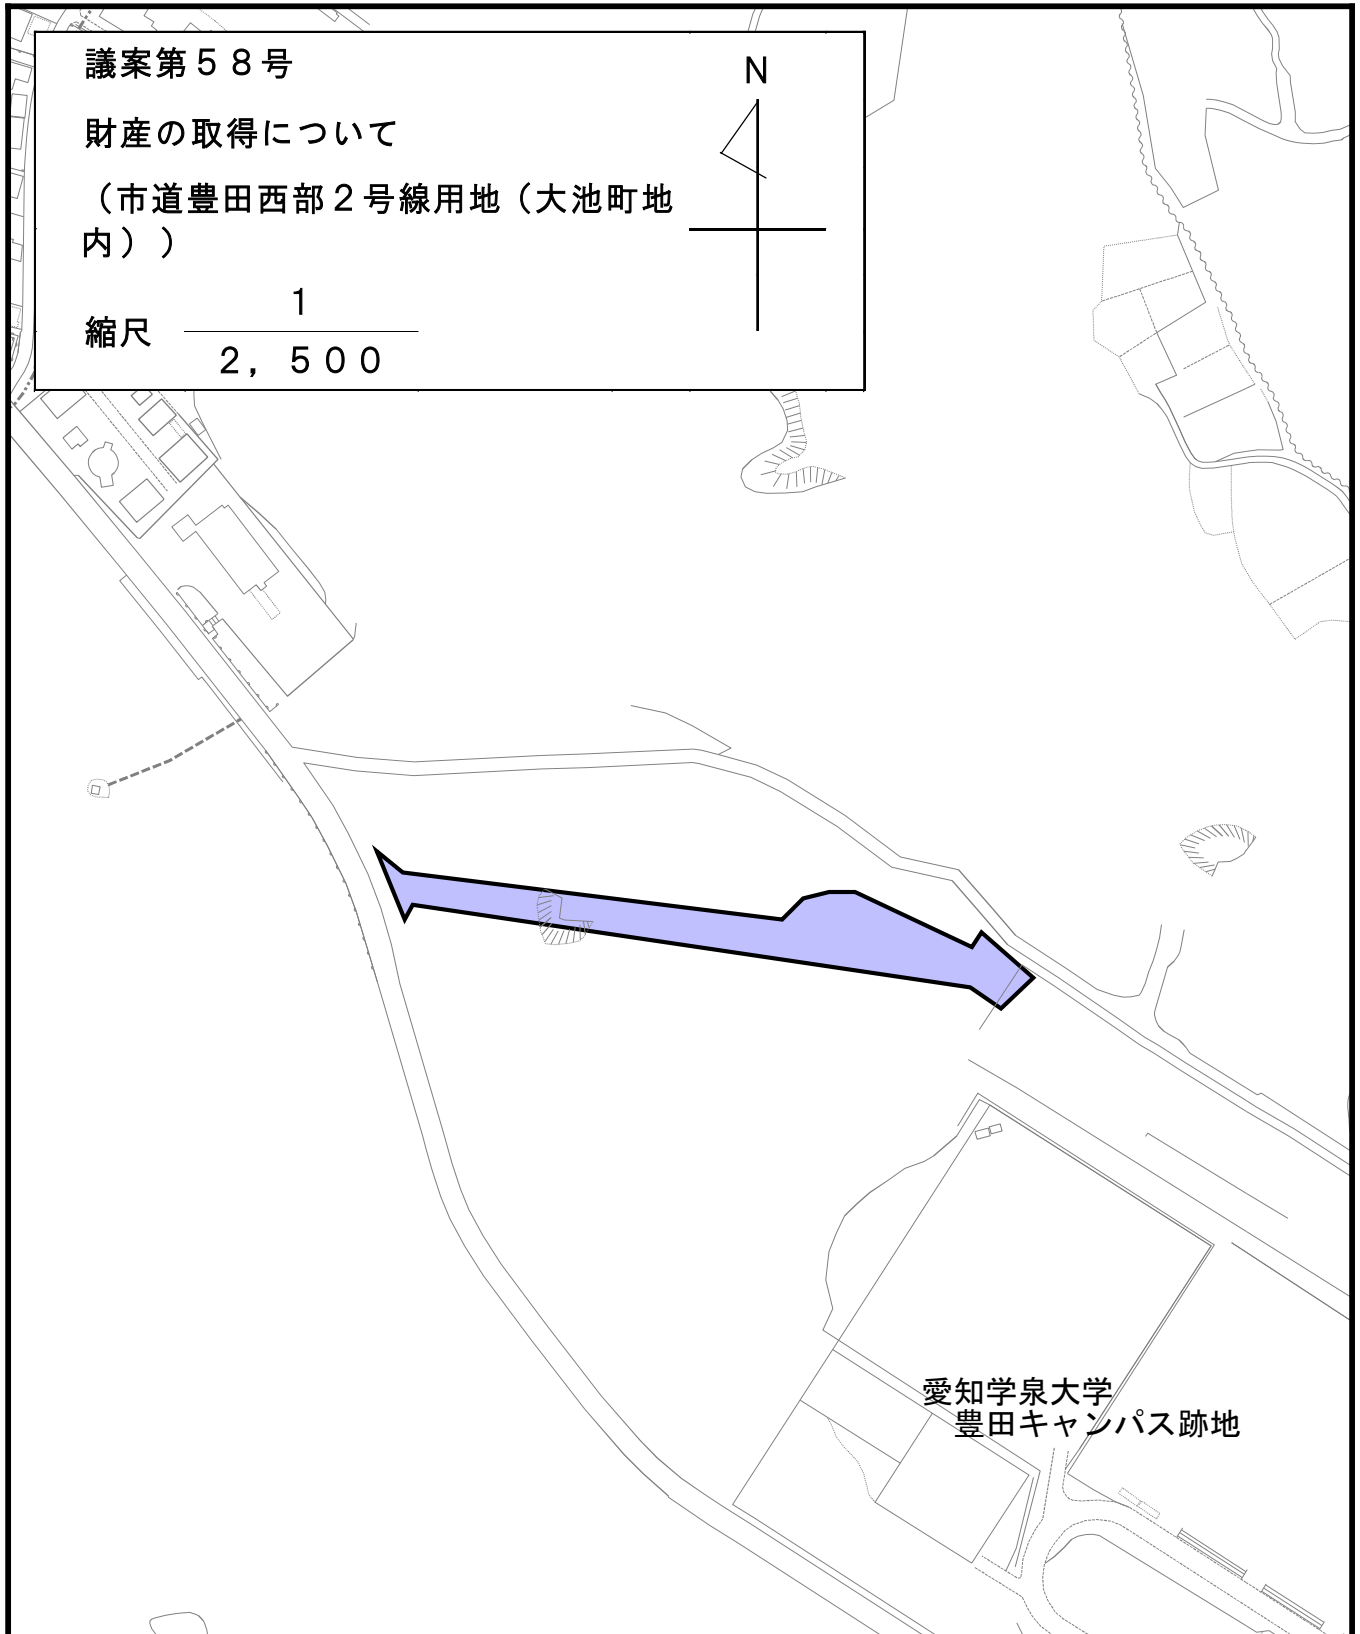 議案第５８号
N
財産の取得について
（市道豊田西部２号線用地（大池町地
内））
縮尺
1
２，５００
愛知学泉大学
豊田キャンパス跡地